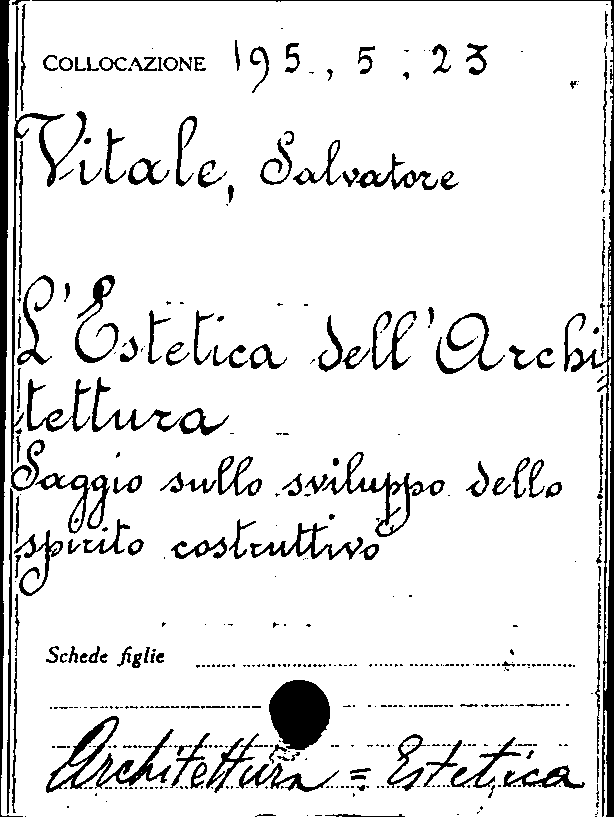 COLLOCAZIONE 195., 5.23
Vitale, Salvatore
L'Estetica dell'Archi
tettura
Saggio sullo sviluppo dello
spirito costruttivo
Schede figlie
Architettura = Estetica